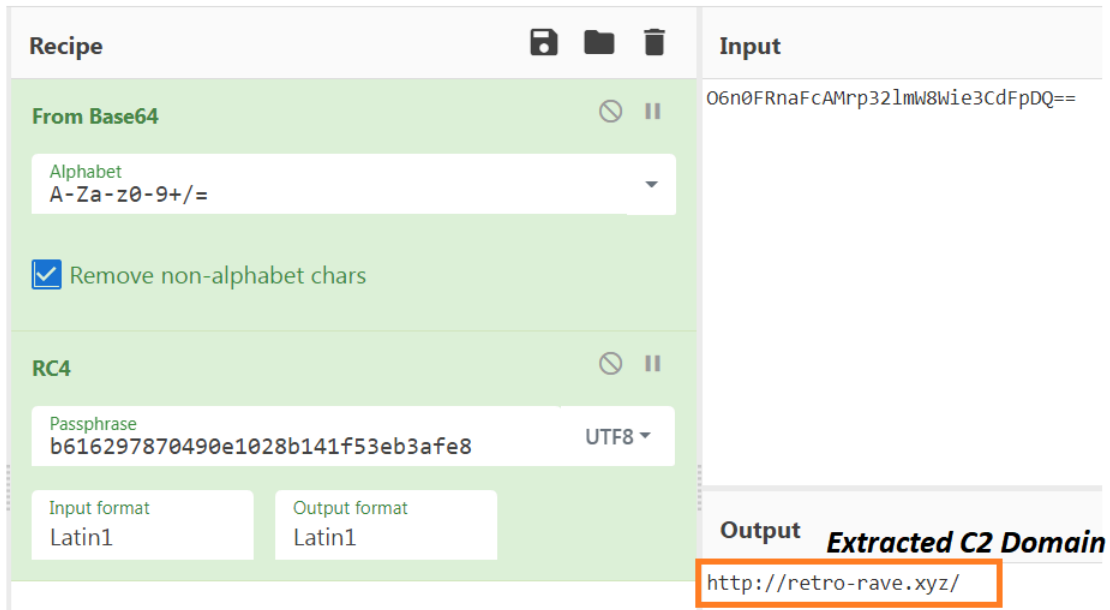 Recipe
From Base64
Alphabet
A-Za-z0-9+/=
Remove non-alphabet chars
RC4
Passphrase
b616297870490e1028b141f53eb3afe8
UTF8
Input format
Latin1
Output format
Latin1
Input
O6n0FRnaFcAMrp32lmW8Wie3CdFpDQ==
Output
Extracted C2 Domain
http://retro-rave.xyz/